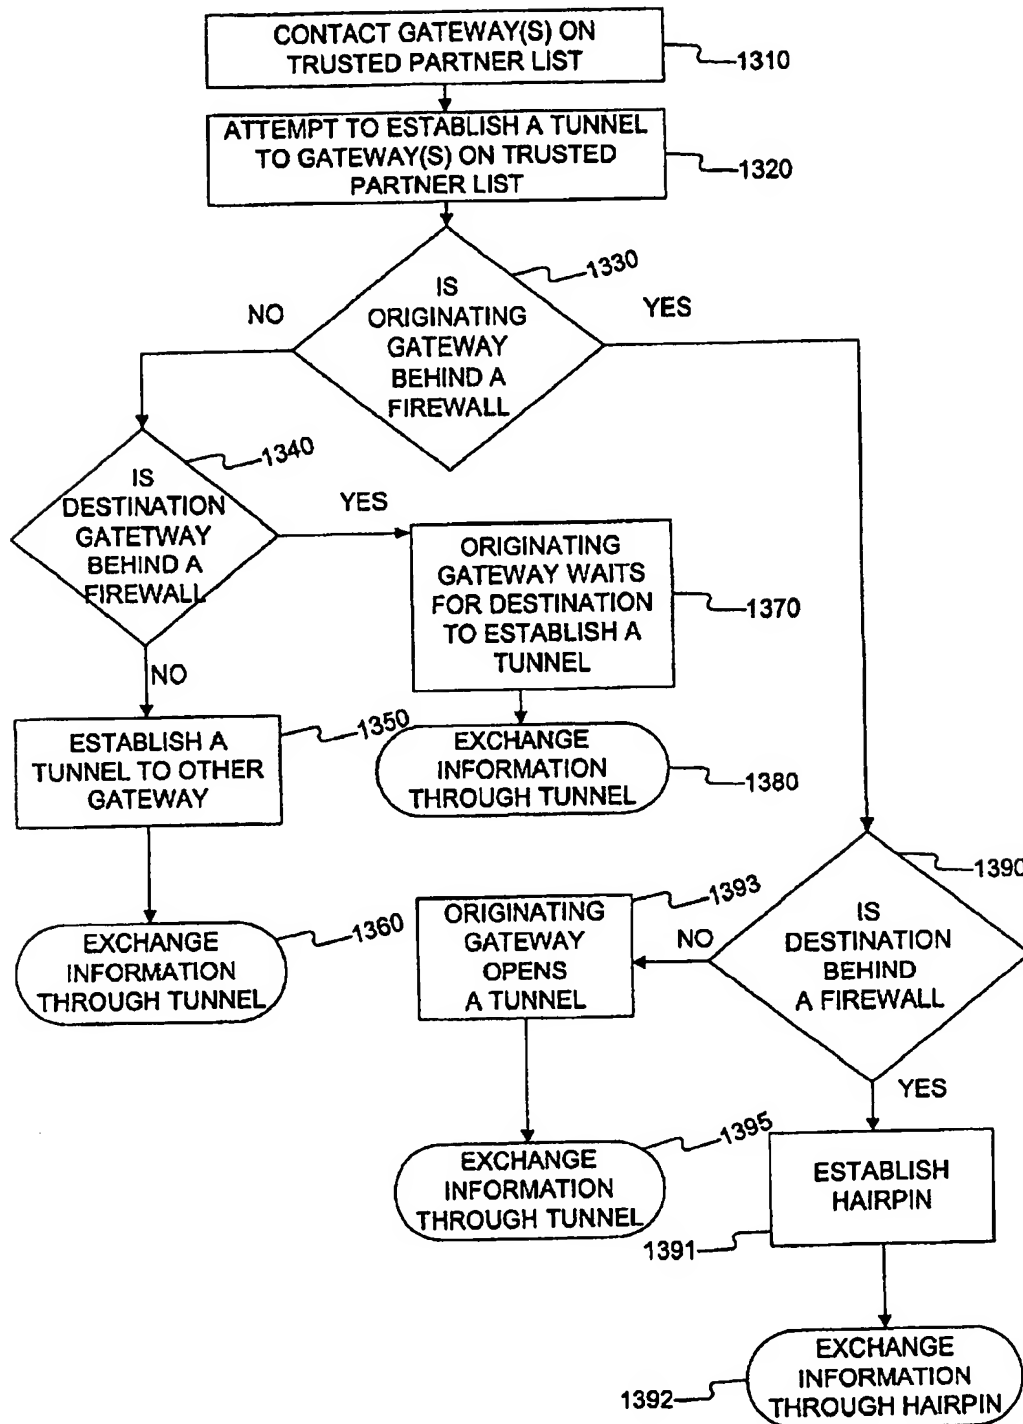 CONTACT GATEWAY(S) ON
TRUSTED PARTNER LIST
1310
ATTEMPT TO ESTABLISH A TUNNEL
TO GATEWAY(S) ON TRUSTED
PARTNER LIST
1320
1330
IS
ORIGINATING
GATEWAY
BEHIND A
FIREWALL
NO
YES
1340
IS
DESTINATION
GATETWAY
BEHIND A
FIREWALL
YES
NO
ORIGINATING
GATEWAY WAITS
FOR DESTINATION
TO ESTABLISH A
TUNNEL
1370
1350
ESTABLISH A
TUNNEL TO OTHER
GATEWAY
EXCHANGE
INFORMATION
THROUGH TUNNEL
1380
1360
EXCHANGE
INFORMATION
THROUGH TUNNEL
1390
IS
DESTINATION
BEHIND
A FIREWALL
NO
YES
1393
ORIGINATING
GATEWAY
OPENS
A TUNNEL
1395
EXCHANGE
INFORMATION
THROUGH TUNNEL
ESTABLISH
HAIRPIN
1391
EXCHANGE
INFORMATION
THROUGH HAIRPIN
1392